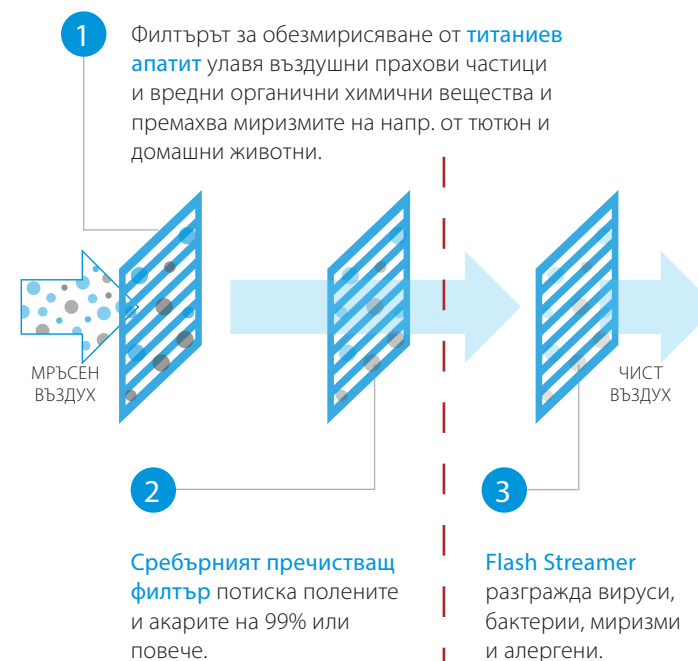 1
Филтърът за обезмирисяване от титаниев
апатит улавя въздушни прахови частици
и вредни органични химични вещества и
премахва миризмите на напр. от тютюн и
домашни животни.
МРЪСЕН
ВЪЗДУХ
ЧИСТ
ВЪЗДУХ
2
Сребърният пречистващ
филтър потиска полените
и акарите на 99% или
повече.
3
Flash Streamer
разгражда вируси,
бактерии, миризми
и алергени.